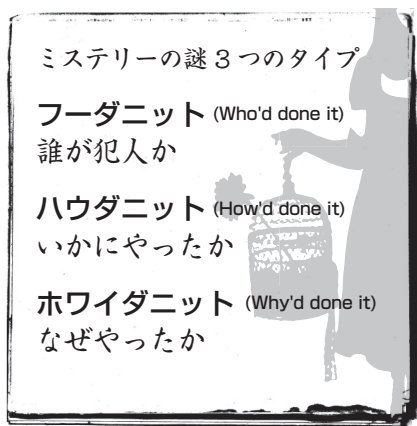 ミステリーの謎３つのタイプ
フーダニット (Who'd done it)
誰が犯人か
ハウダニット (How'd done it)
いかにやったか
ホワイダニット (Why'd done it)
なぜやったか